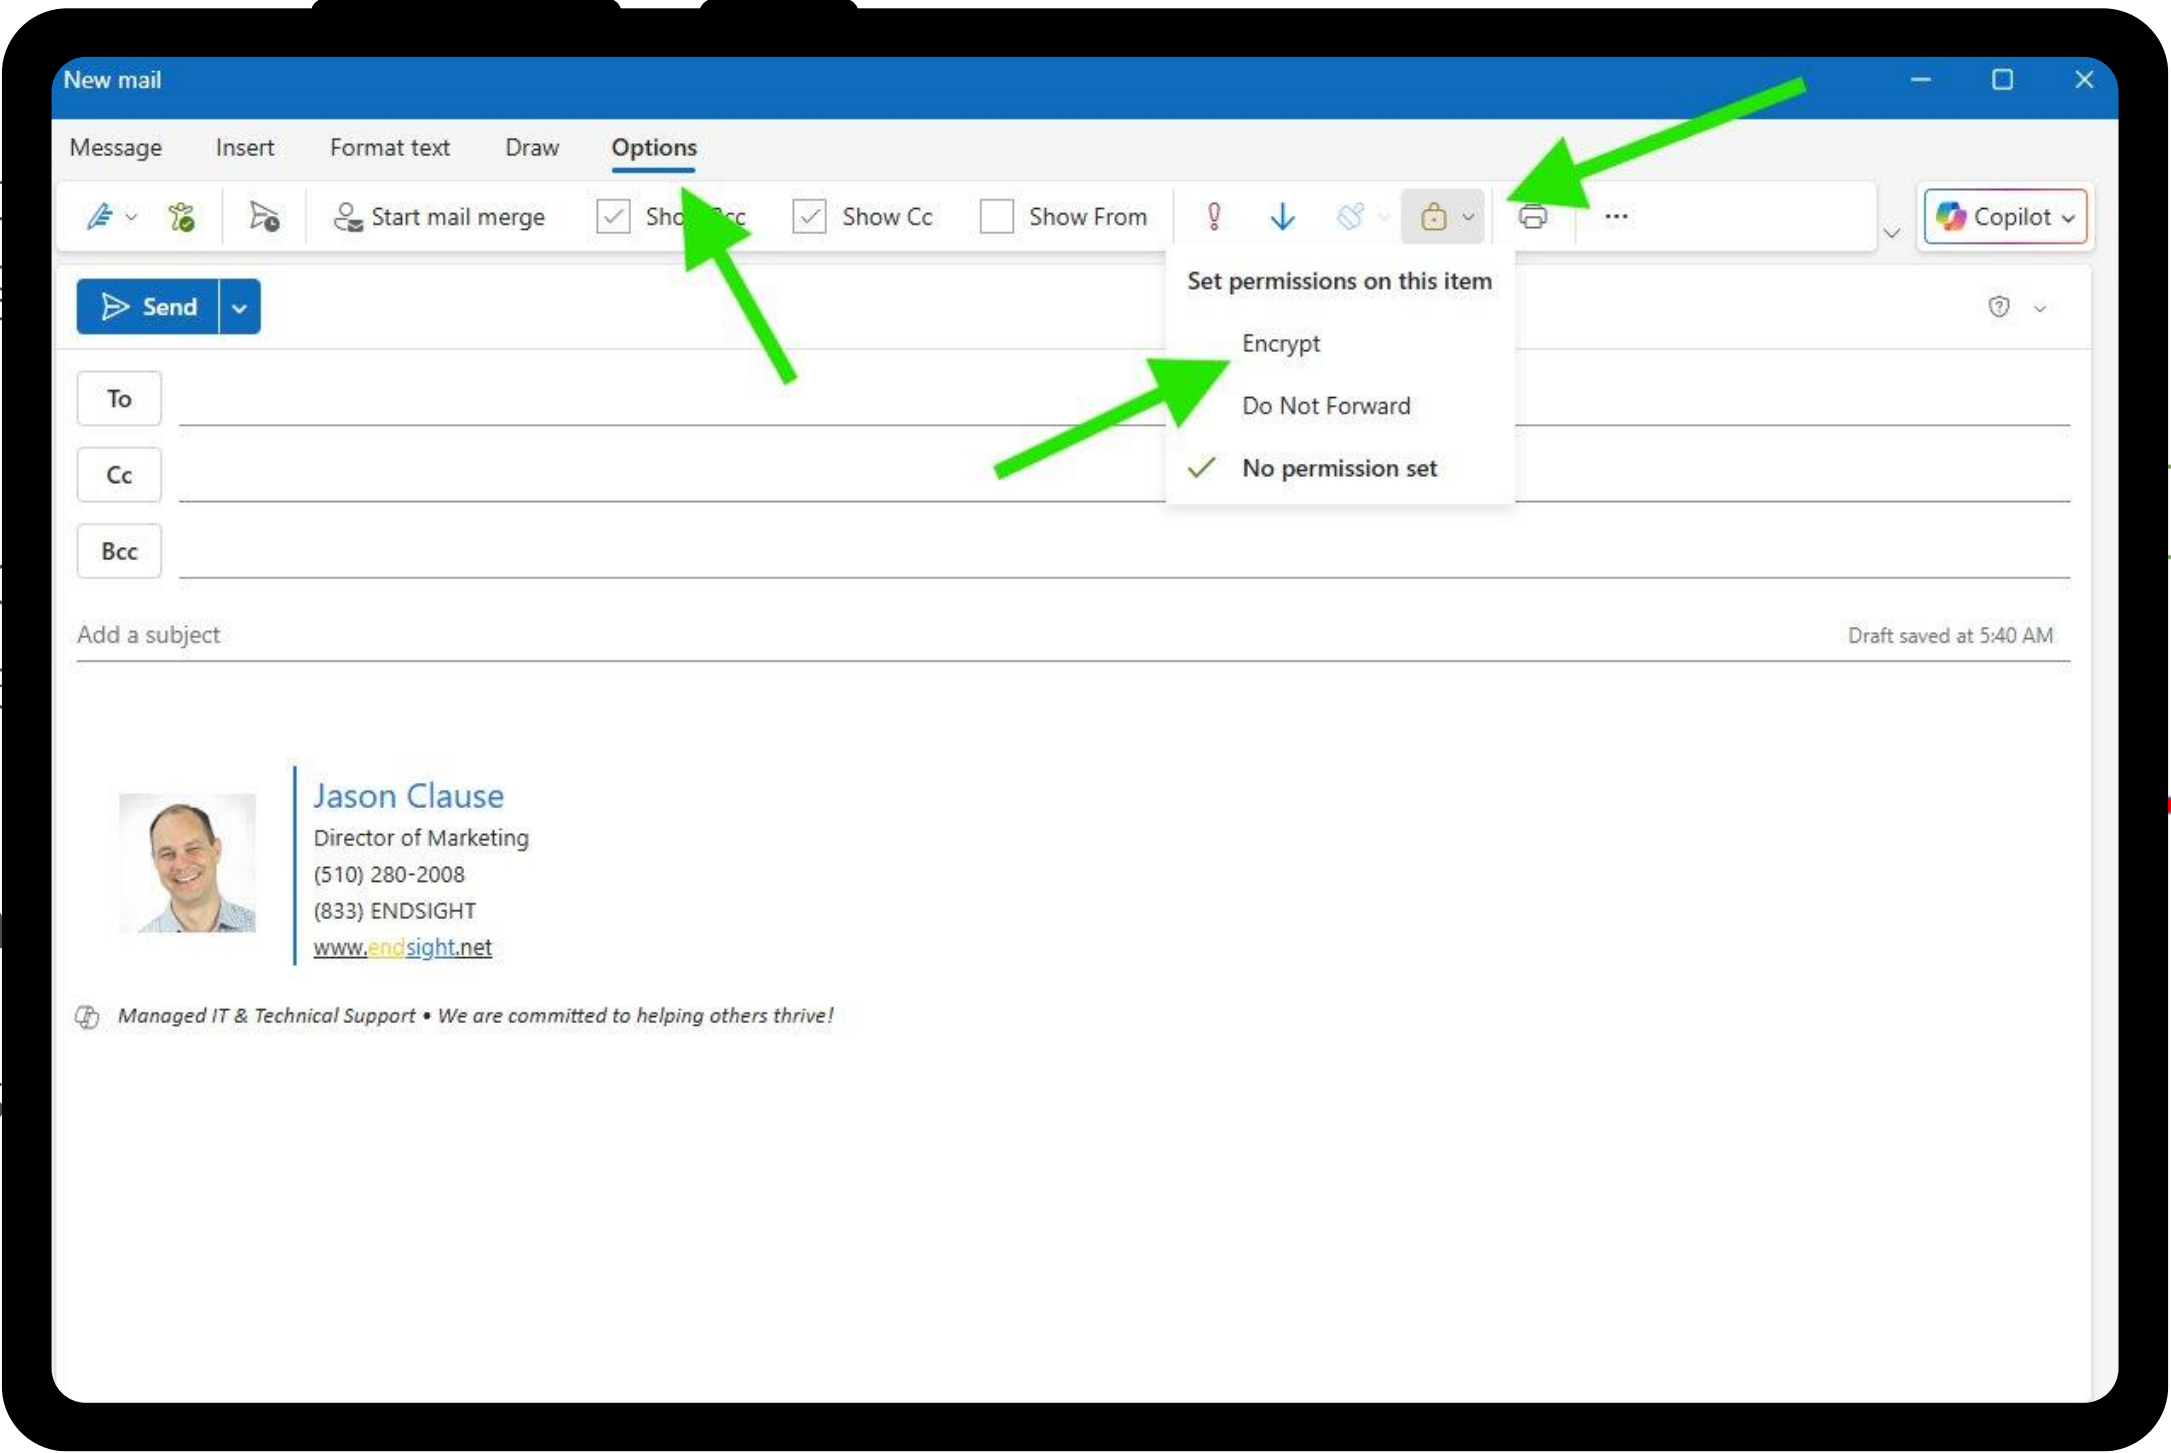 New mail
Message Insert Format text Draw Options
Start mail merge Show Bcc Show Cc Show From Copilot
Set permissions on this item
Send
Encrypt
To
Do Not Forward
Cc
No permission set
Bcc
Add a subject Draft saved at 5:40 AM
Jason Clause
Director of Marketing
(510) 280-2008
(833) ENDSIGHT
www.endsight.net
Managed IT & Technical Support • We are committed to helping others thrive!